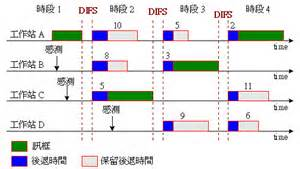 時段 1 DIFS 時段 2 DIFS 時段 3 DIFS 時段 4
10 5 2
工作站 A
time
感測
8 3
工作站 B
time
感測
5 11
工作站 C
time
感測
9 6
工作站 D
time
訊框
後退時間 保留後退時間